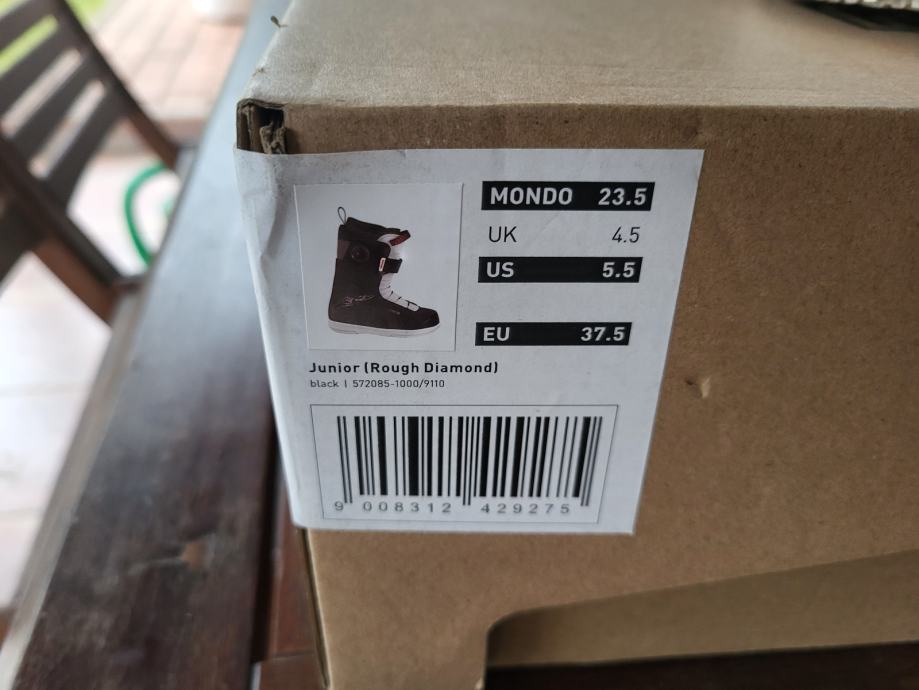 MONDO 23.5
UK 4.5
US 5.5
EU 37.5
Junior (Rough Diamond)
black | 572085-1000/9110
9 008312 429275